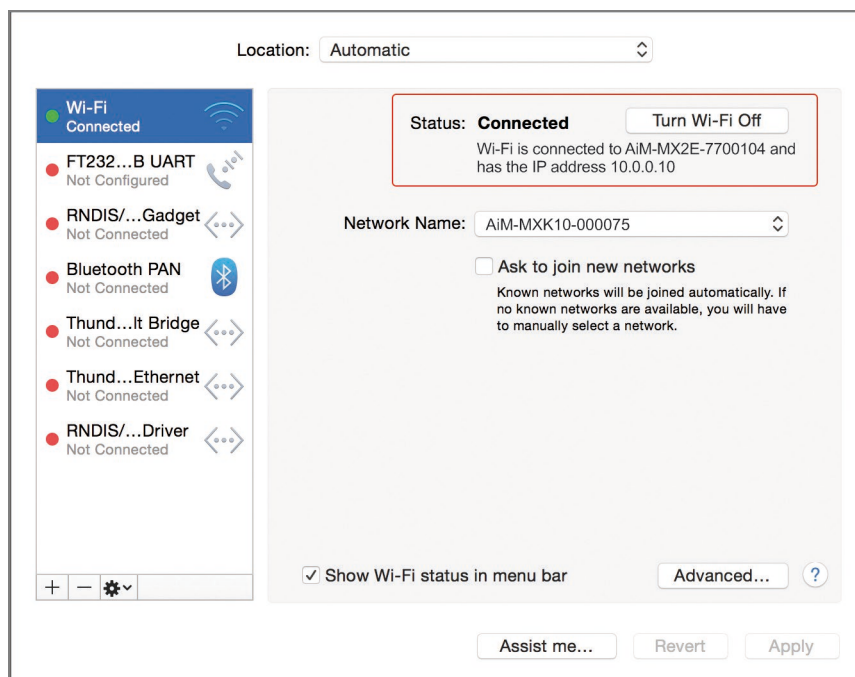 Location: Automatic
Wi-Fi
Connected
FT232...B UART
Not Configured
RNDIS/...Gadget
Not Connected
Bluetooth PAN
Not Connected
Thund...lt Bridge
Not Connected
Thund...Ethernet
Not Connected
RNDIS/...Driver
Not Connected
Status: Connected
Turn Wi-Fi Off
Wi-Fi is connected to AiM-MX2E-7700104 and
has the IP address 10.0.0.10
Network Name: AiM-MXK10-000075
Ask to join new networks
Known networks will be joined automatically. If
no known networks are available, you will have
to manually select a network.
Show Wi-Fi status in menu bar
Advanced...
?
Assist me...
Revert
Apply